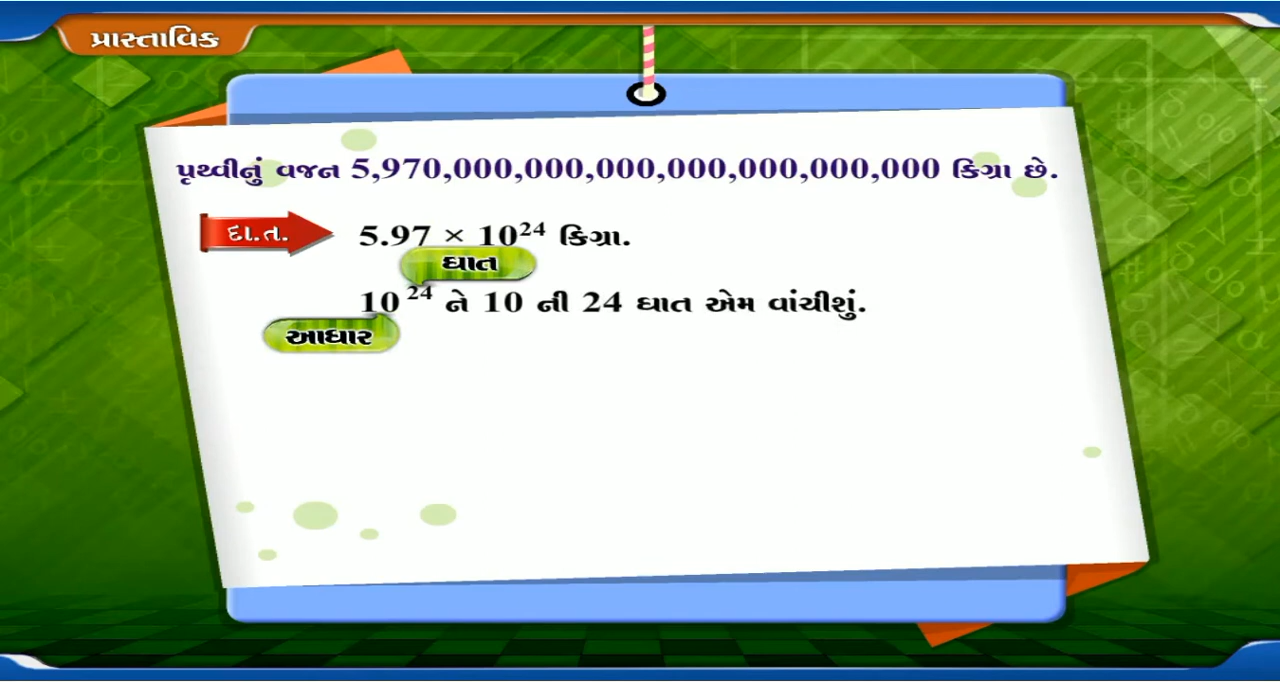 પ્રાસ્તાવિક
પૃથ્વીનું વજન 5,970,000,000,000,000,000,000,000 કિગ્રા છે.
દા.ત. 5.97 × 10²⁴ કિગ્રા.
ઘાત
10²⁴ ને 10 ની 24 ઘાત એમ વાંચીશું.
આધાર